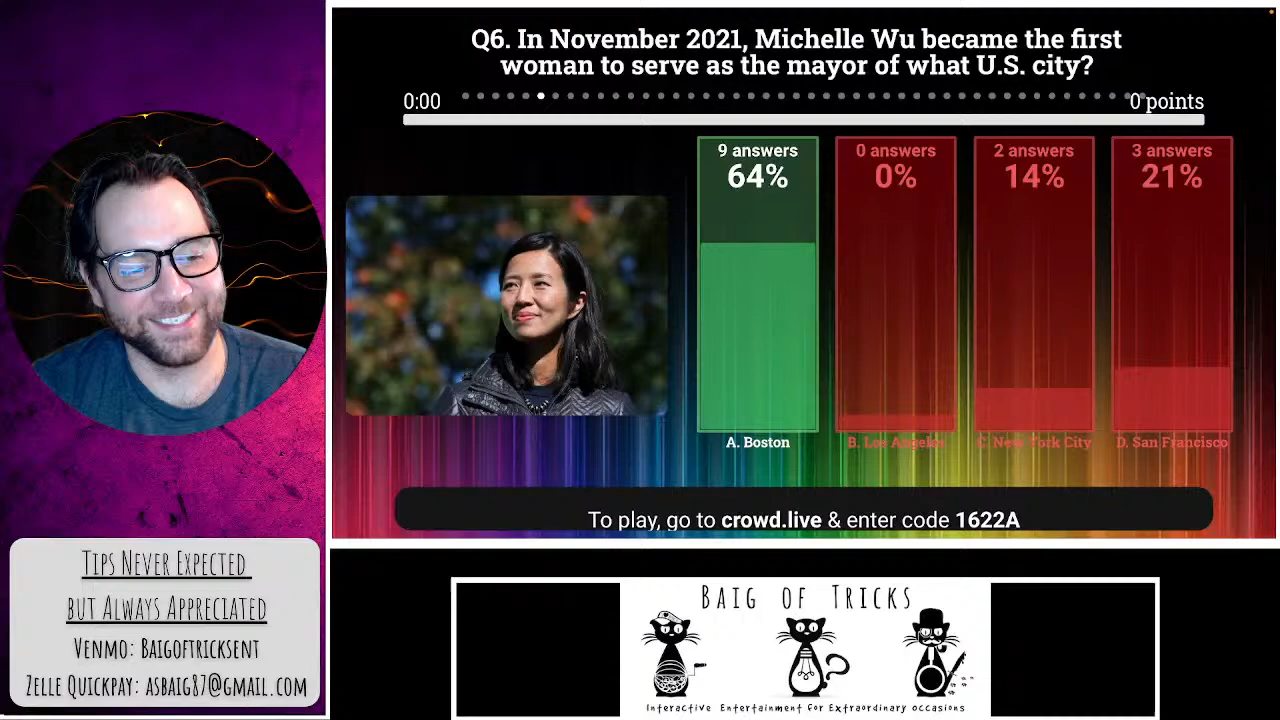 Q6. In November 2021, Michelle Wu became the first
woman to serve as the mayor of what U.S. city?
0:00
0 points
9 answers
64%
0 answers
0%
2 answers
14%
3 answers
21%
A. Boston
B. Los Angeles
C. New York City
D. San Francisco
To play, go to crowd.live & enter code 1622A
TIPS NEVER EXPECTED
BUT ALWAYS APPRECIATED
VENMO: BAIGOFTRICKSENT
ZELLE QUICKPAY: ASBAIG87@GMAIL.COM
BAIG OF TRICKS
Interactive Entertainment for Extraordinary Occasions